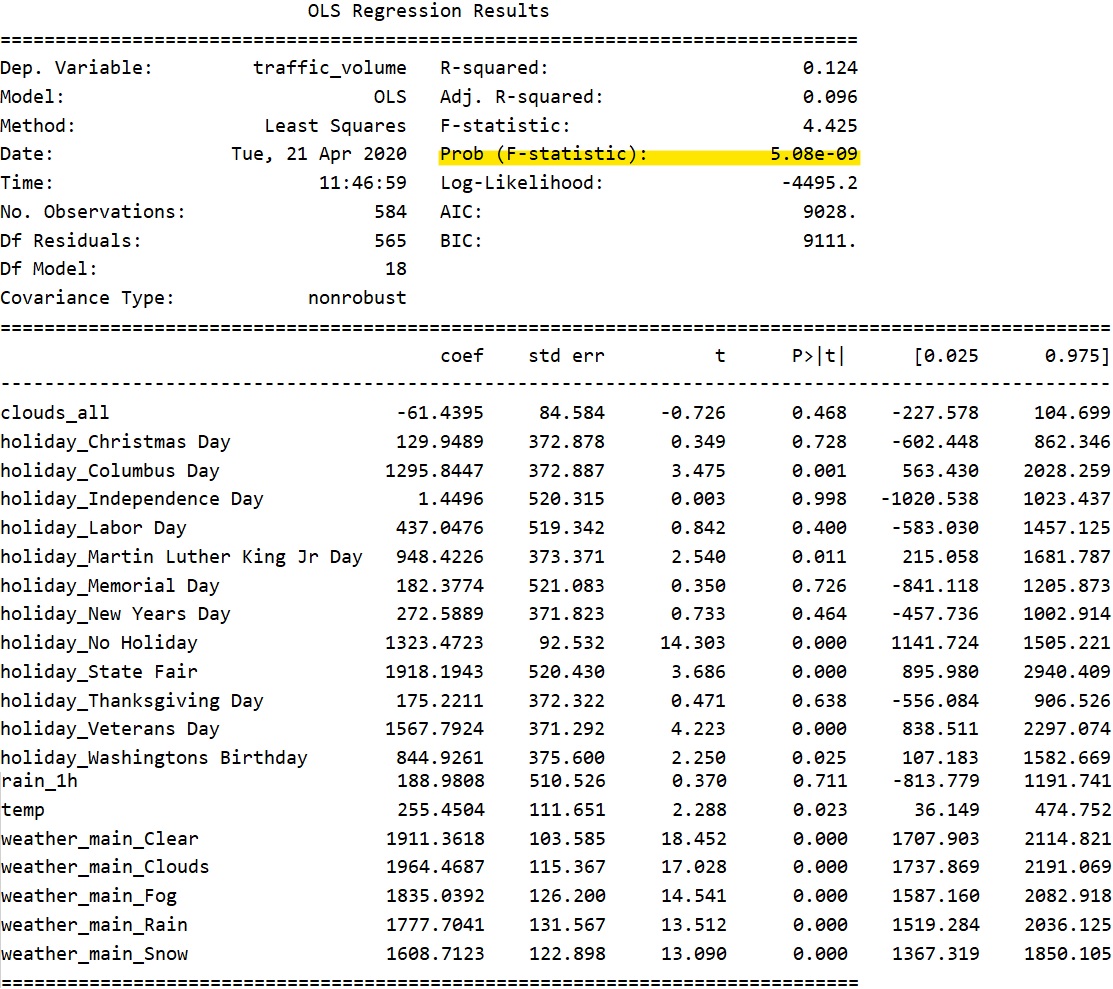 OLS Regression Results
==============================================================================
Dep. Variable: traffic_volume R-squared: 0.124
Model: OLS Adj. R-squared: 0.096
Method: Least Squares F-statistic: 4.425
Date: Tue, 21 Apr 2020 Prob (F-statistic): 5.08e-09
Time: 11:46:59 Log-Likelihood: -4495.2
No. Observations: 584 AIC: 9028.
Df Residuals: 565 BIC: 9111.
Df Model: 18
Covariance Type: nonrobust
=====================================================================================================
coef std err t P>|t| [0.025 0.975]
-----------------------------------------------------------------------------------------------------
clouds_all -61.4395 84.584 -0.726 0.468 -227.578 104.699
holiday_Christmas Day 129.9489 372.878 0.349 0.728 -602.448 862.346
holiday_Columbus Day 1295.8447 372.887 3.475 0.001 563.430 2028.259
holiday_Independence Day 1.4496 520.315 0.003 0.998 -1020.538 1023.437
holiday_Labor Day 437.0476 519.342 0.842 0.400 -583.030 1457.125
holiday_Martin Luther King Jr Day 948.4226 373.371 2.540 0.011 215.058 1681.787
holiday_Memorial Day 182.3774 521.083 0.350 0.726 -841.118 1205.873
holiday_New Years Day 272.5889 371.823 0.733 0.464 -457.736 1002.914
holiday_No Holiday 1323.4723 92.532 14.303 0.000 1141.724 1505.221
holiday_State Fair 1918.1943 520.430 3.686 0.000 895.980 2940.409
holiday_Thanksgiving Day 175.2211 372.322 0.471 0.638 -556.084 906.526
holiday_Veterans Day 1567.7924 371.292 4.223 0.000 838.511 2297.074
holiday_Washingtons Birthday 844.9261 375.600 2.250 0.025 107.183 1582.669
rain_1h 188.9808 510.526 0.370 0.711 -813.779 1191.741
temp 255.4504 111.651 2.288 0.023 36.149 474.752
weather_main_Clear 1911.3618 103.585 18.452 0.000 1707.903 2114.821
weather_main_Clouds 1964.4687 115.367 17.028 0.000 1737.869 2191.069
weather_main_Fog 1835.0392 126.200 14.541 0.000 1587.160 2082.918
weather_main_Rain 1777.7041 131.567 13.512 0.000 1519.284 2036.125
weather_main_Snow 1608.7123 122.898 13.090 0.000 1367.319 1850.105
==============================================================================